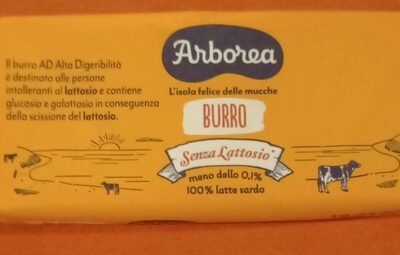 Il burro AD Alta Digeribilità
è destinato alle persone
intolleranti al lattosio e contiene
glucosio e galattosio in conseguenza
della scissione del lattosio.
Arborea
L'isola felice delle mucche
BURRO
Senza Lattosio
meno dello 0,1%
100% latte sardo